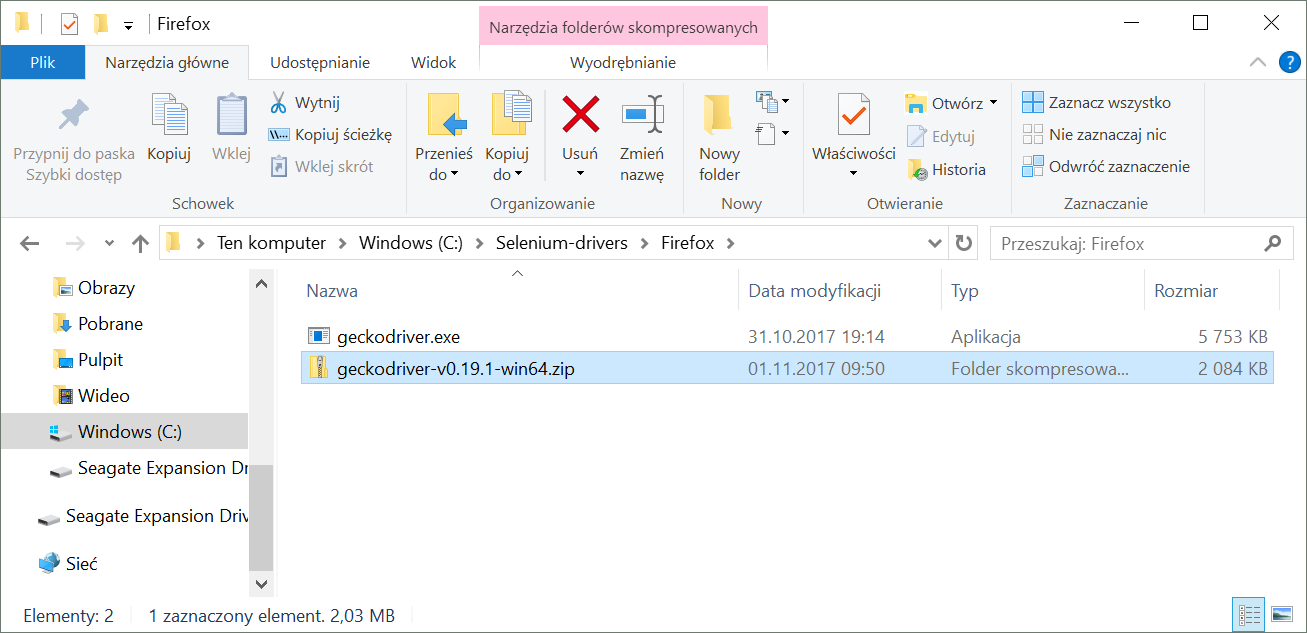 Firefox
Narzędzia folderów skompresowanych
Plik
Narzędzia główne
Udostępnianie
Widok
Wyodrębnianie
?
Przypnij do paska
Szybki dostęp
Kopiuj
Wklej
Wytnij
Kopiuj ścieżkę
Wklej skrót
Schowek
Przenieś
do
Kopiuj
do
Usuń
Zmień
nazwę
Organizowanie
Nowy
folder
Nowy
Właściwości
Otwórz
Edytuj
Historia
Otwieranie
Zaznacz wszystko
Nie zaznaczaj nic
Odwróć zaznaczenie
Zaznaczanie
Ten komputer
Windows (C:)
Selenium-drivers
Firefox
Przeszukaj: Firefox
Obrazy
Pobrane
Pulpit
Wideo
Windows (C:)
Seagate Expansion Dr
Seagate Expansion Driv
Sieć
Nazwa Data modyfikacji Typ Rozmiar
geckodriver.exe 31.10.2017 19:14 Aplikacja 5 753 KB
geckodriver-v0.19.1-win64.zip 01.11.2017 09:50 Folder skompresowa... 2 084 KB
Elementy: 2
1 zaznaczony element. 2,03 MB